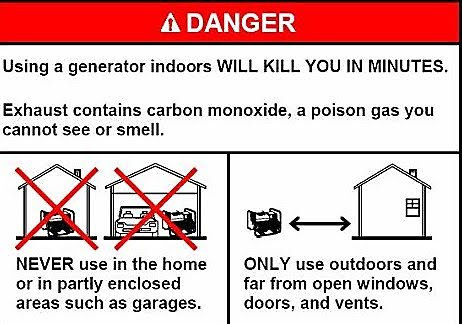 DANGER
Using a generator indoors WILL KILL YOU IN MINUTES.
Exhaust contains carbon monoxide, a poison gas you
cannot see or smell.
NEVER use in the home
or in partly enclosed
areas such as garages.
ONLY use outdoors and
far from open windows,
doors, and vents.